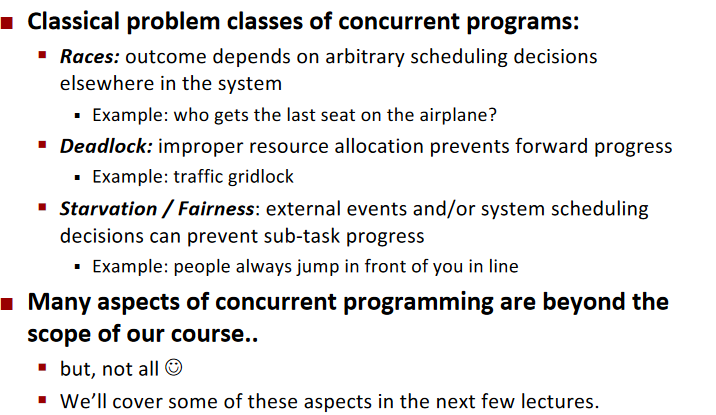 Classical problem classes of concurrent programs:
Races: outcome depends on arbitrary scheduling decisions
elsewhere in the system
Example: who gets the last seat on the airplane?
Deadlock: improper resource allocation prevents forward progress
Example: traffic gridlock
Starvation / Fairness: external events and/or system scheduling
decisions can prevent sub-task progress
Example: people always jump in front of you in line
Many aspects of concurrent programming are beyond the
scope of our course..
but, not all ☺
We'll cover some of these aspects in the next few lectures.